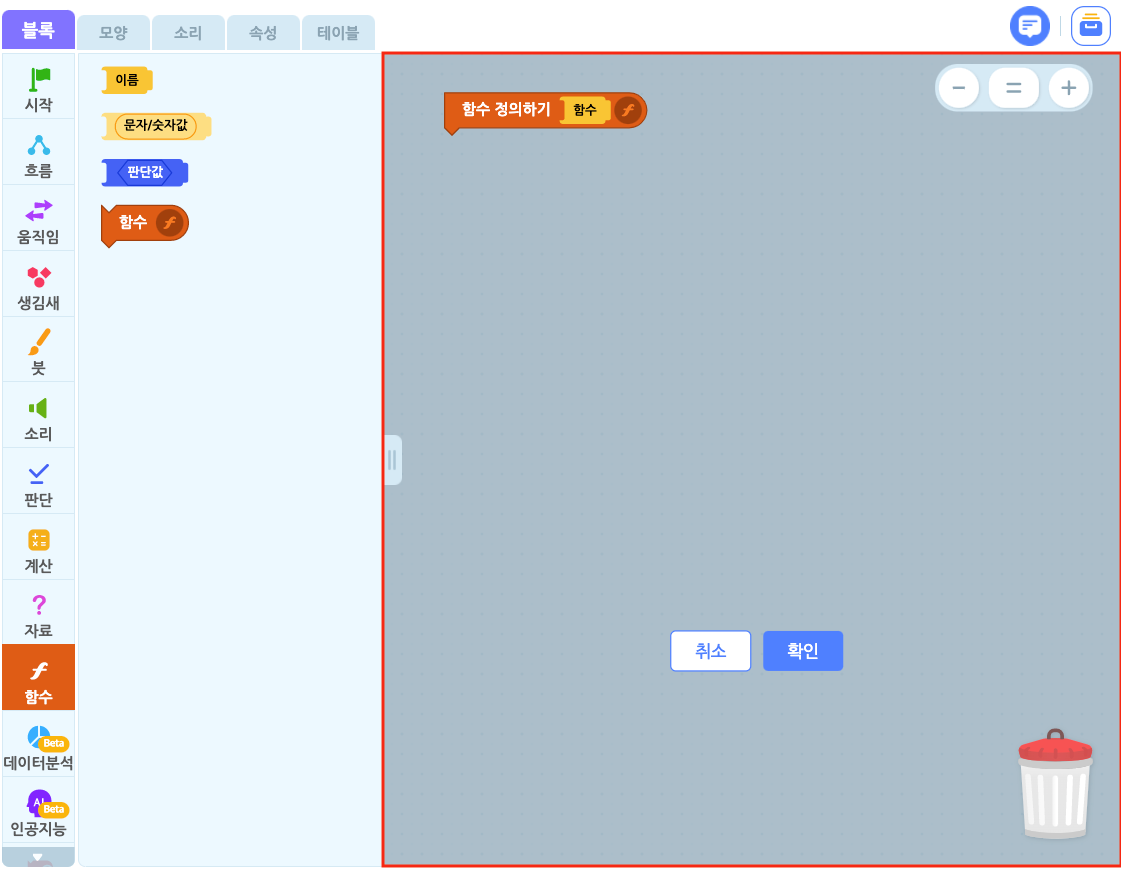 블록
모양
소리
속성
테이블
시작
흐름
움직임
생김새
붓
소리
판단
계산
자료
함수
Beta
데이터분석
AI
Beta
인공지능
이름
문자/숫자값
판단값
함수 f
함수 정의하기 함수 f
취소
확인